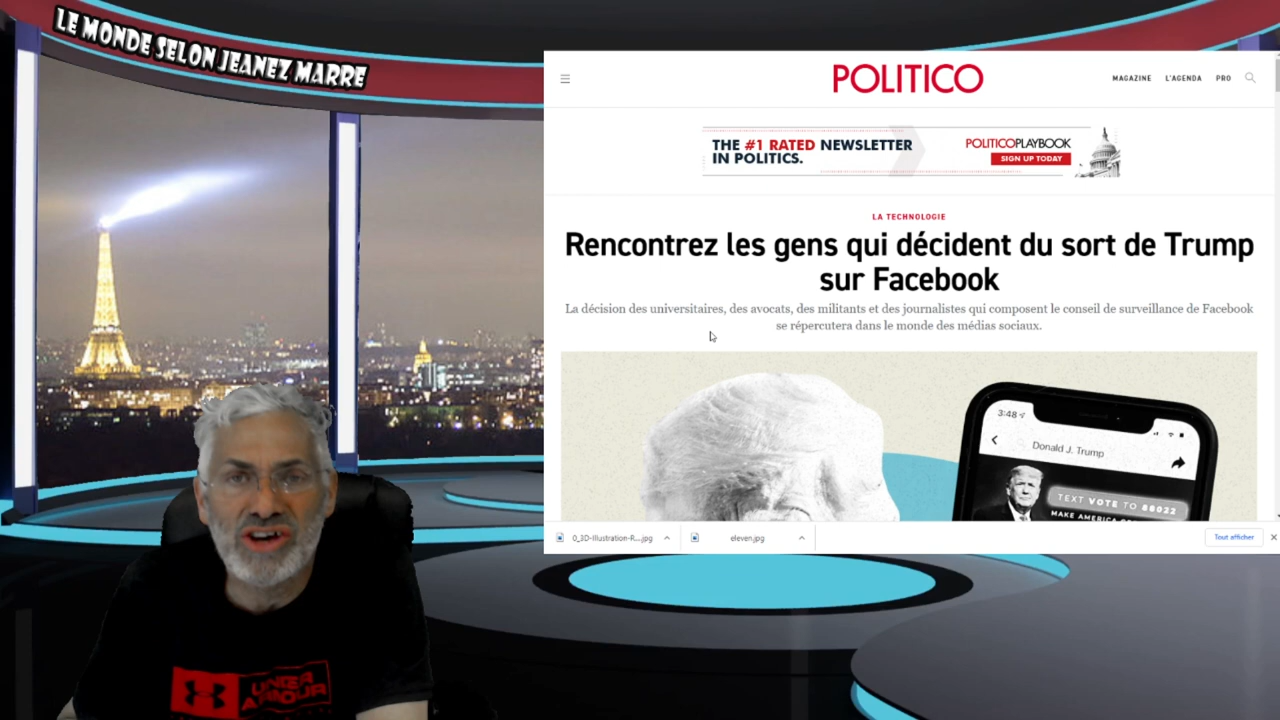 LE MONDE SELON JEANEZ MARRE
POLITICO
MAGAZINE L'AGENDA PRO
THE #1 RATED NEWSLETTER
IN POLITICS.
POLITICOPLAYBOOK
SIGN UP TODAY
LA TECHNOLOGIE
Rencontrez les gens qui décident du sort de Trump
sur Facebook
La décision des universitaires, des avocats, des militants et des journalistes qui composent le conseil de surveillance de Facebook
se répercutera dans le monde des médias sociaux.
3:48
Donald J. Trump
TEXT VOTE TO 88022
MAKE AMERICA
0_3D-Illustration-R....jpg
eleven.jpg
Tout afficher
UNDER
ARMOUR